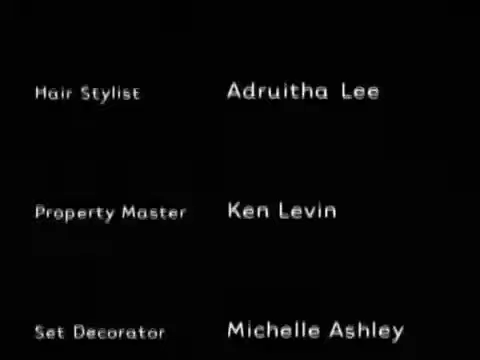 Hair Stylist Adruitha Lee
Property Master Ken Levin
Set Decorator Michelle Ashley